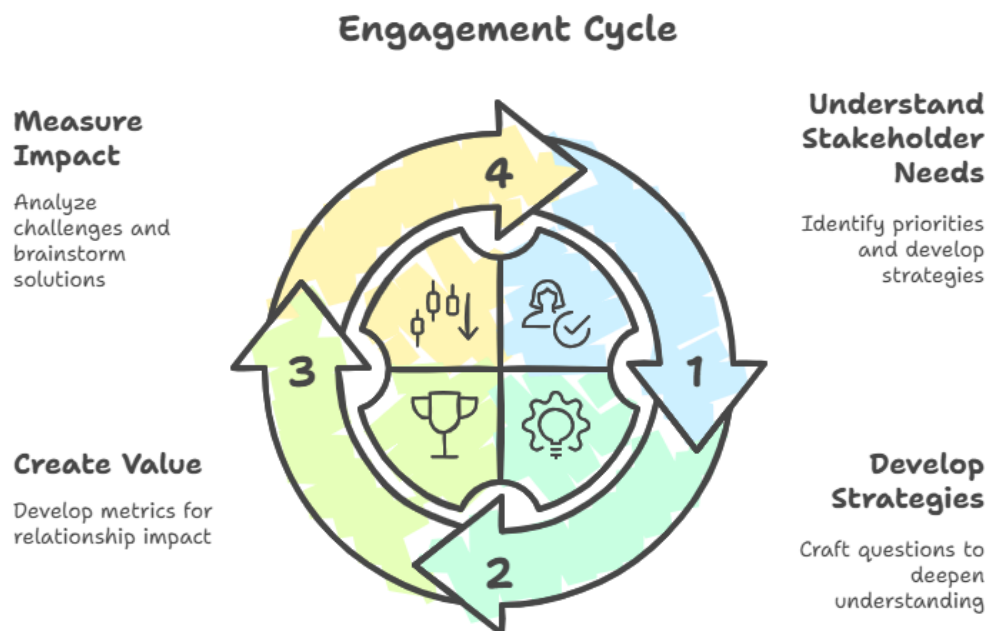 Engagement Cycle
Measure
Impact
Analyze
challenges and
brainstorm
solutions
Understand
Stakeholder
Needs
Identify priorities
and develop
strategies
4
3
1
2
Create Value
Develop metrics for
relationship impact
Develop
Strategies
Craft questions to
deepen
understanding